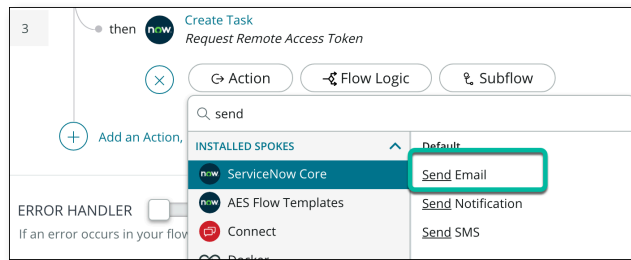 3
then
now
Create Task
Request Remote Access Token
Action
Flow Logic
Subflow
send
Add an Action,
INSTALLED SPOKES
Default
now ServiceNow Core
Send Email
now AES Flow Templates
Send Notification
Connect
Send SMS
ERROR HANDLER
If an error occurs in your flow
Docker